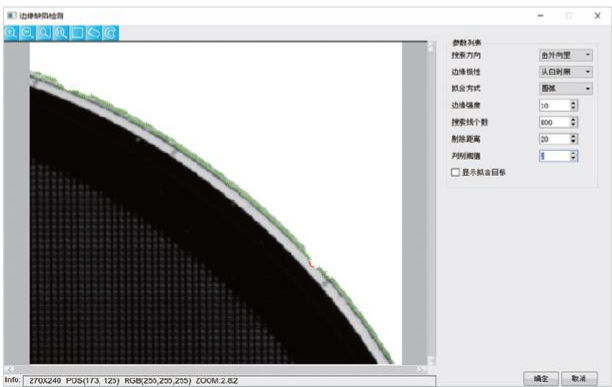 边缘缺陷检测
参数列表
搜索方向 由外向里
边缘极性 从白到黑
拟合方式 圆弧
边缘强度 10
搜索线个数 800
剔除距离 20
判别阈值
显示拟合目标
Info: 270X240 POS(173, 125) RGB(255,255,255) ZOOM:2.82
确定 取消